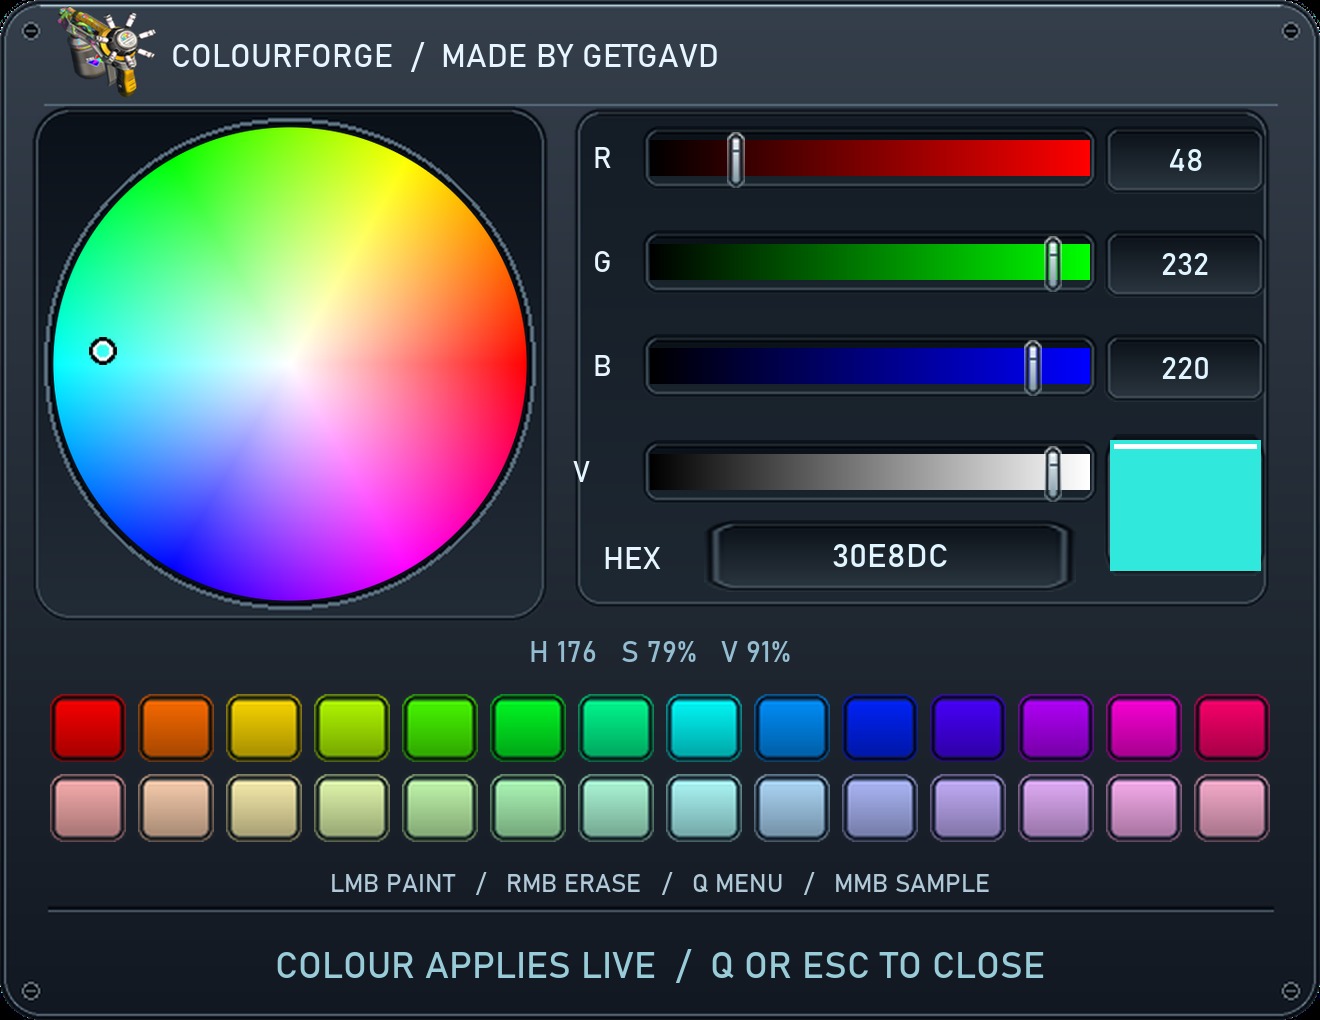 COLOURFORGE / MADE BY GETGAVD
R 48
G 232
B 220
V
HEX 30E8DC
H 176 S 79% V 91%
LMB PAINT / RMB ERASE / Q MENU / MMB SAMPLE
COLOUR APPLIES LIVE / Q OR ESC TO CLOSE